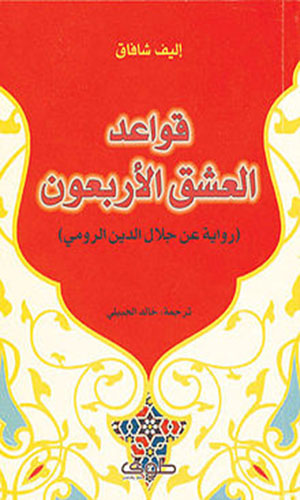 إليف شافاق
قواعد
العشق الأربعون
(رواية عن جلال الدين الرومي)
ترجمة: خالد الجبيلي
طوى